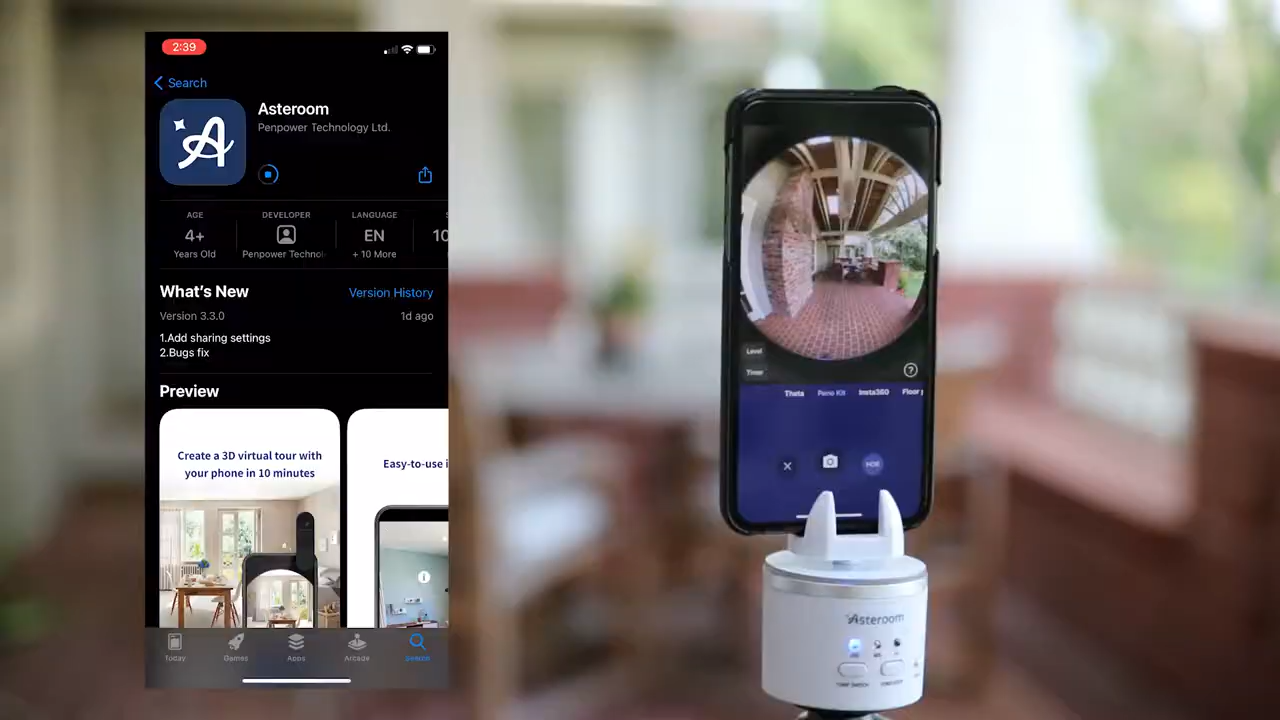 2:39
Search
Asteroom
Penpower Technology Ltd.
AGE
DEVELOPER
LANGUAGE
4+
EN
10
Years Old
Penpower Techno
+ 10 More
What's New
Version History
Version 3.3.0
1d ago
1.Add sharing settings
2.Bugs fix
Preview
Create a 3D virtual tour with
your phone in 10 minutes
Easy-to-use i
Today
Games
Apps
Arcade
Search
Level
Timer
?
Theta
Pano Kit
Insta360
Floor
HDR
Asteroom